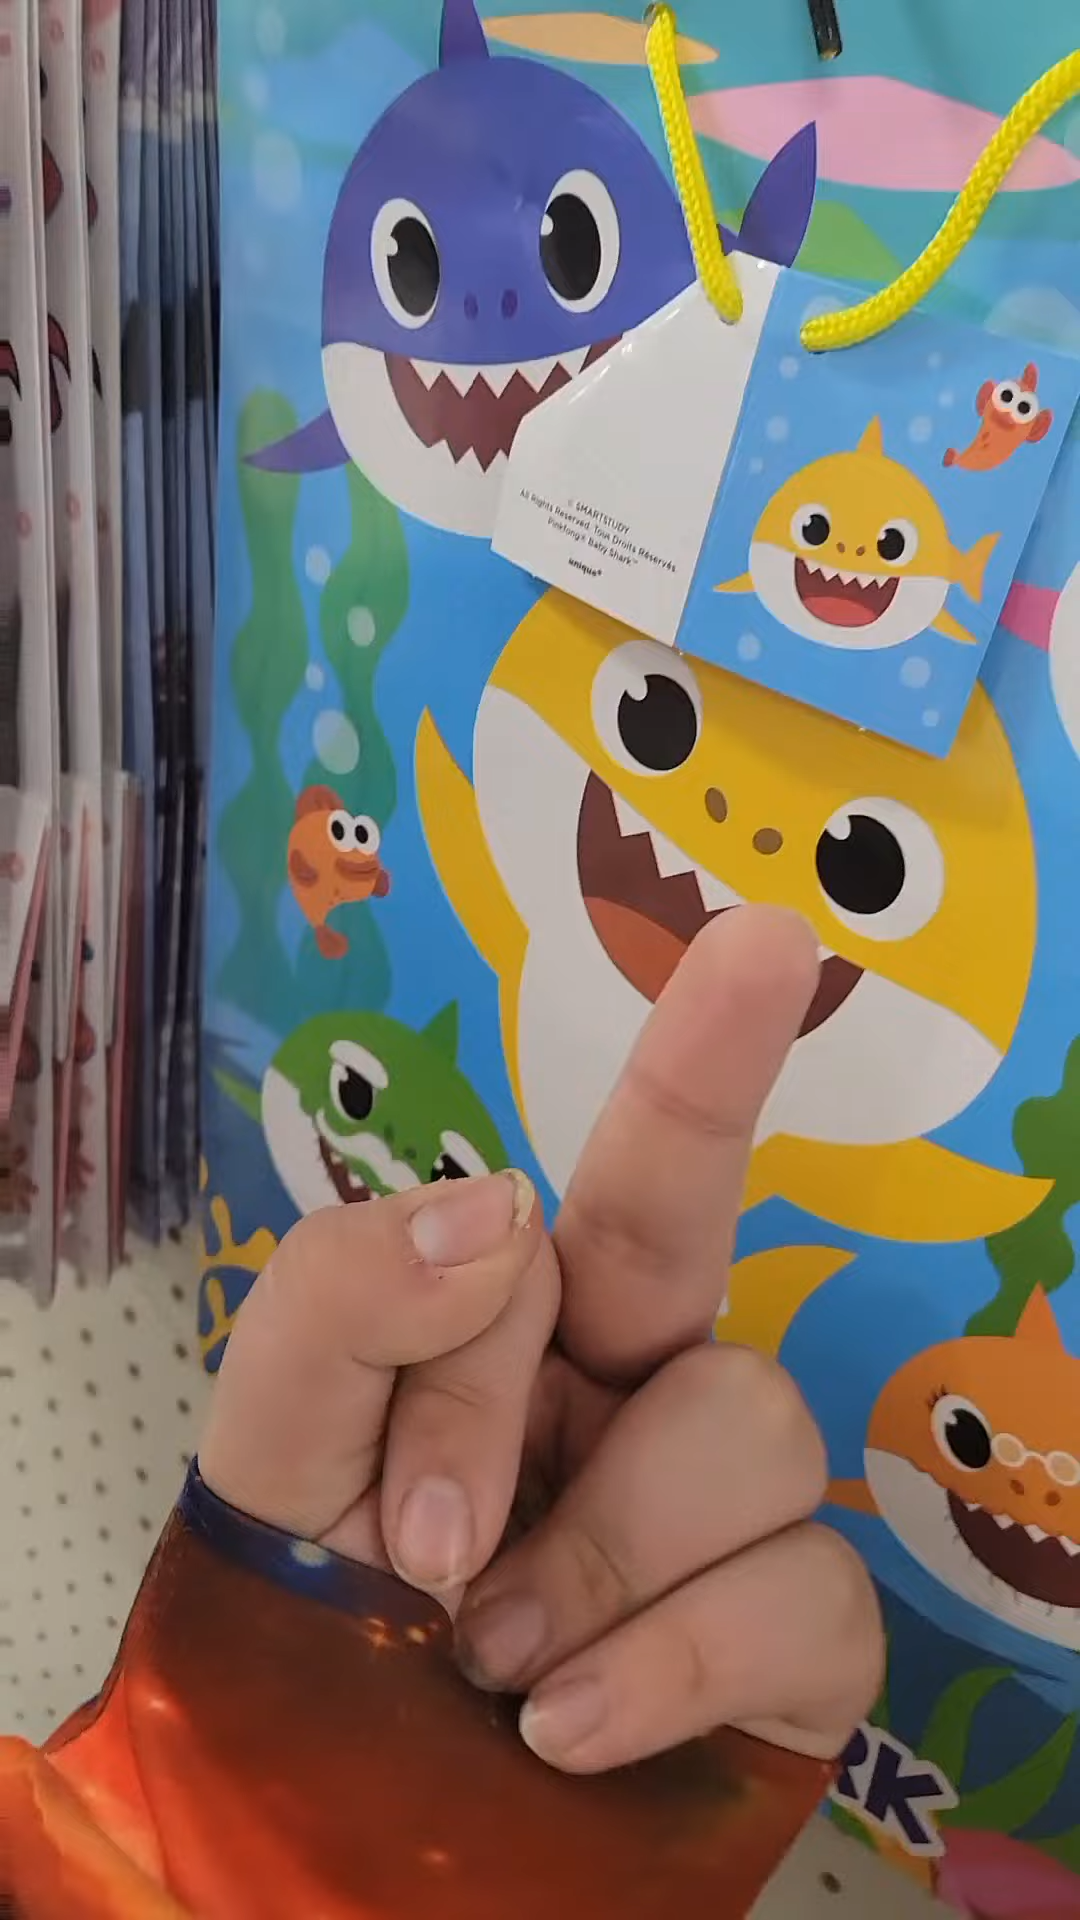 © SMARTSTUDY
All Rights Reserved. Tous Droits Réservés
Pinkfong® Baby Shark™
unique®
RK